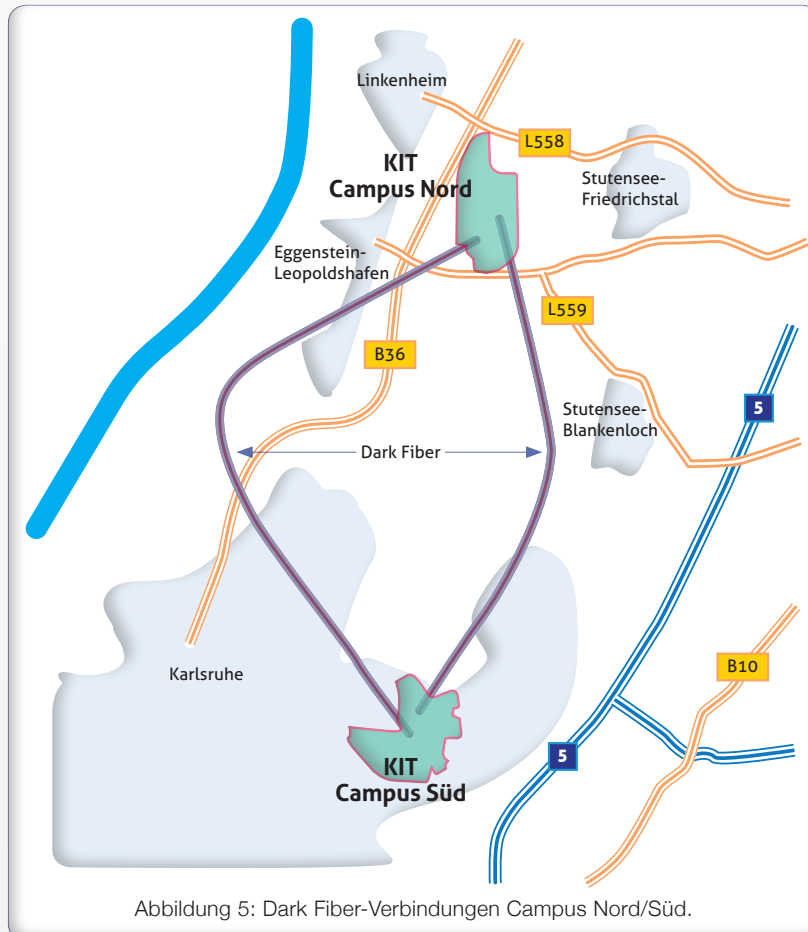 Linkenheim
L558
KIT
Campus Nord
Stutensee-
Friedrichstal
Eggenstein-
Leopoldshafen
L559
B36
5
Stutensee-
Blankenloch
Dark Fiber
B10
Karlsruhe
5
KIT
Campus Süd
Abbildung 5: Dark Fiber-Verbindungen Campus Nord/Süd.